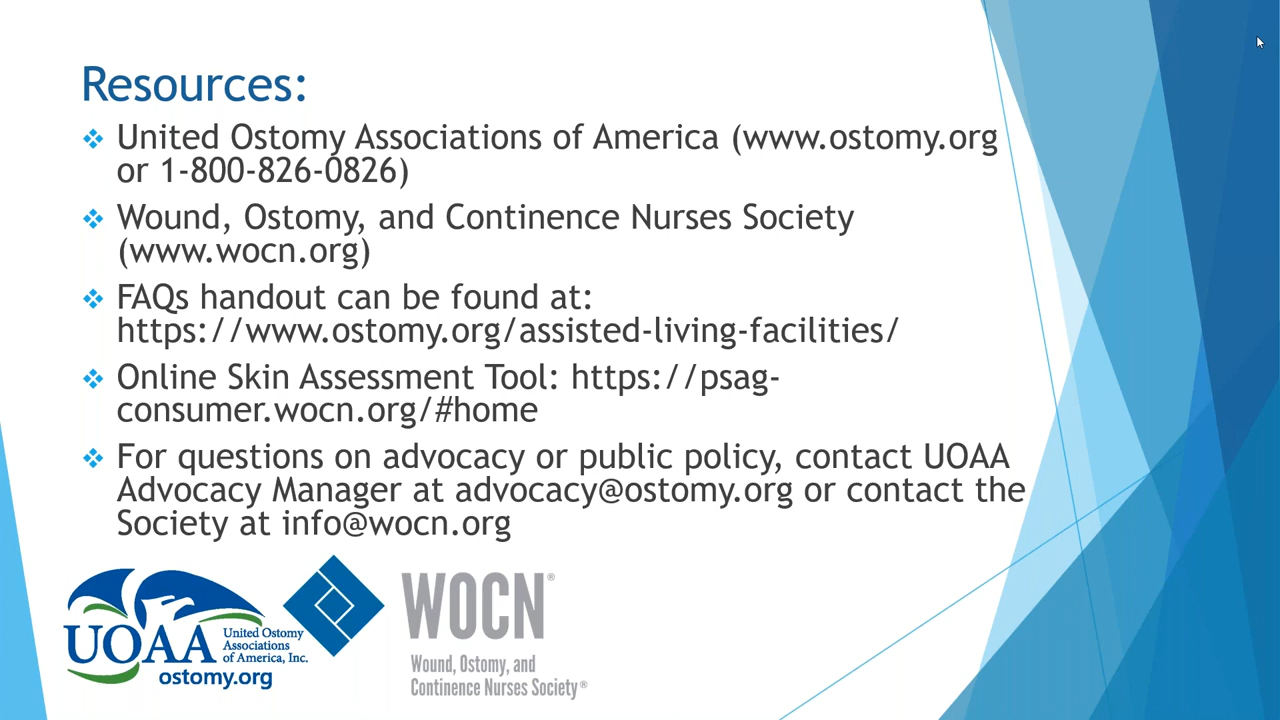 Resources:
United Ostomy Associations of America (www.ostomy.org
or 1-800-826-0826)
Wound, Ostomy, and Continence Nurses Society
(www.wocn.org)
FAQs handout can be found at:
https://www.ostomy.org/assisted-living-facilities/
Online Skin Assessment Tool: https://psag-
consumer.wocn.org/#home
For questions on advocacy or public policy, contact UOAA
Advocacy Manager at advocacy@ostomy.org or contact the
Society at info@wocn.org
UOAA
United Ostomy
Associations
of America, Inc.
ostomy.org
WOCN®
Wound, Ostomy, and
Continence Nurses Society®